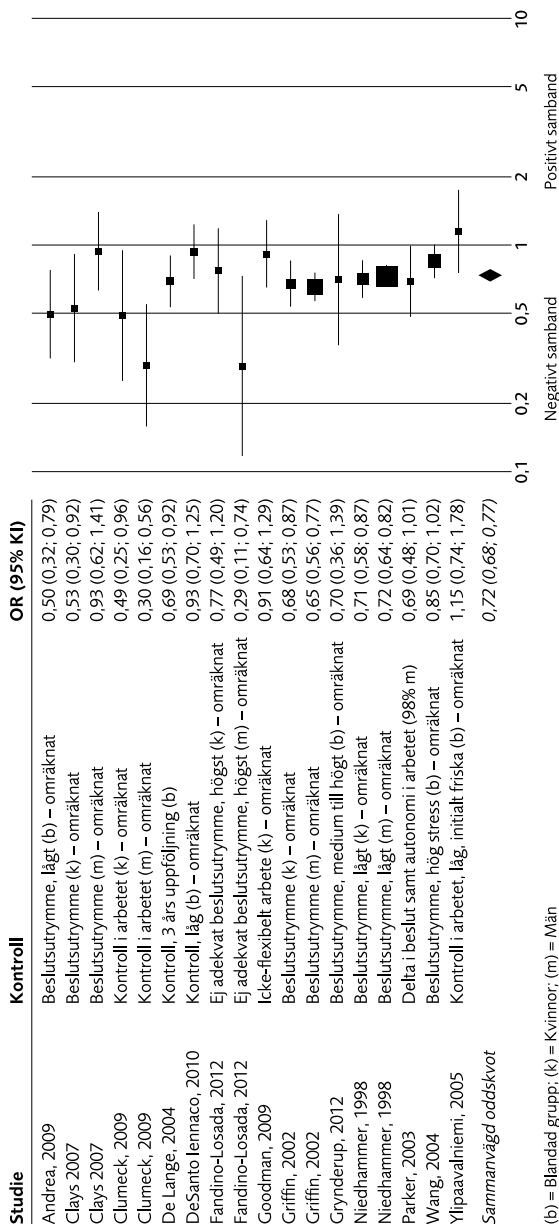 Studie Kontroll OR (95% KI)
Andrea, 2009 Beslutsutrymme, lågt (b) – omräknat 0,50 (0,32; 0,79)
Clays 2007 Beslutsutrymme (k) – omräknat 0,53 (0,30; 0,92)
Clays 2007 Beslutsutrymme (m) – omräknat 0,93 (0,62; 1,41)
Clumeck, 2009 Kontroll i arbetet (k) – omräknat 0,49 (0,25; 0,96)
Clumeck, 2009 Kontroll i arbetet (m) – omräknat 0,30 (0,16; 0,56)
De Lange, 2004 Kontroll, 3 års uppföljning (b) 0,69 (0,53; 0,92)
DeSanto Iennaco, 2010 Kontroll, låg (b) – omräknat 0,93 (0,70; 1,25)
Fandino-Losada, 2012 Ej adekvat beslutsutrymme, högst (k) – omräknat 0,77 (0,49; 1,20)
Fandino-Losada, 2012 Ej adekvat beslutsutrymme, högst (m) – omräknat 0,29 (0,11; 0,74)
Goodman, 2009 Icke-flexibelt arbete (k) – omräknat 0,91 (0,64; 1,29)
Griffin, 2002 Beslutsutrymme (k) – omräknat 0,68 (0,53; 0,87)
Griffin, 2002 Beslutsutrymme (m) – omräknat 0,65 (0,56; 0,77)
Grynderup, 2012 Beslutsutrymme, medium till högt (b) – omräknat 0,70 (0,36; 1,39)
Niedhammer, 1998 Beslutsutrymme, lågt (k) – omräknat 0,71 (0,58; 0,87)
Niedhammer, 1998 Beslutsutrymme, lågt (m) – omräknat 0,72 (0,64; 0,82)
Parker, 2003 Delta i beslut samt autonomi i arbetet (98% m) 0,69 (0,48; 1,01)
Wang, 2004 Beslutsutrymme, hög stress (b) – omräknat 0,85 (0,70; 1,02)
Ylipaavalniemi, 2005 Kontroll i arbetet, låg, initialt friska (b) – omräknat 1,15 (0,74; 1,78)
Sammanvägd oddskvot 0,72 (0,68; 0,77)
0,1 0,2 0,5 1 2 5 10
Negativt samband Positivt samband
(b) = Blandad grupp; (k) = Kvinnor; (m) = Män